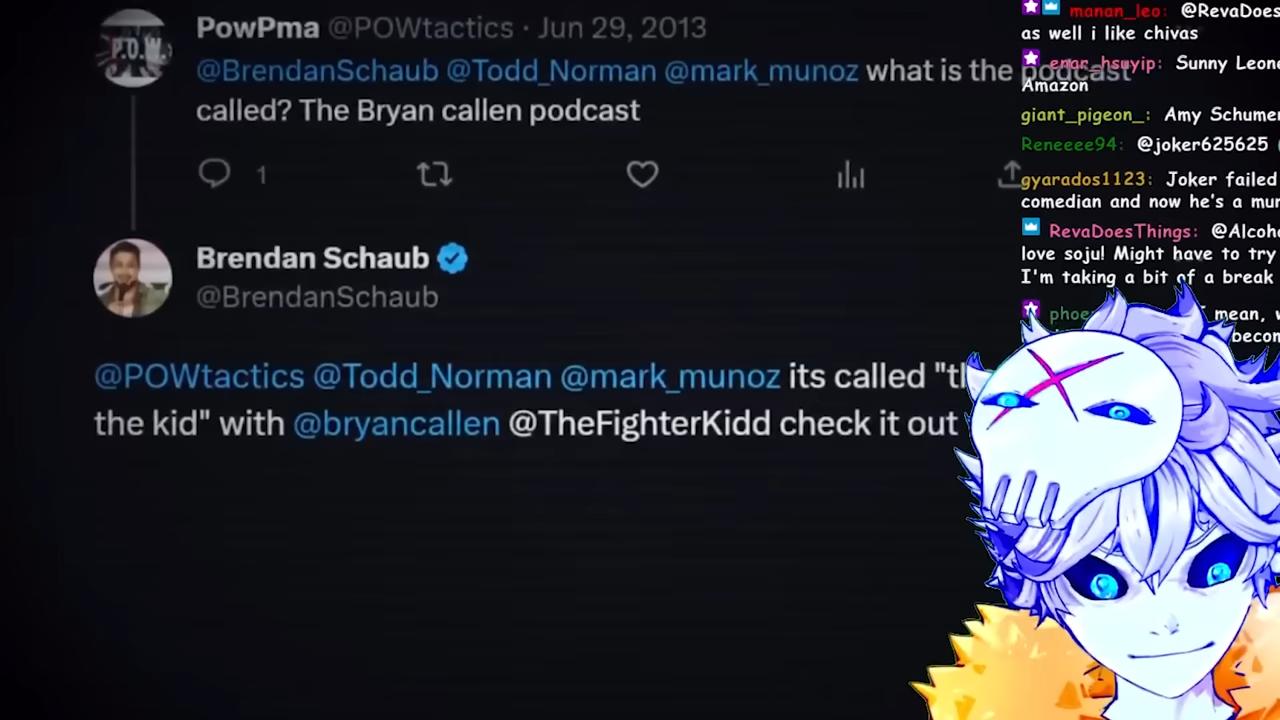 PowPma @POWtactics · Jun 29, 2013
@BrendanSchaub @Todd_Norman @mark_munoz what is the podcast
called? The Bryan callen podcast
1
Brendan Schaub
@BrendanSchaub
@POWtactics @Todd_Norman @mark_munoz its called
the kid" with @bryancallen @TheFighterKidd check it out
P.O.W.
manan_leo: @RevaDoes
as well i like chivas
enar_hsuyip: Sunny Leone
Amazon
giant_pigeon_: Amy Schumer
Reneeee94: @joker625625
gyarados1123: Joker failed
comedian and now he's a
RevaDoesThings: @Alcoho
love soju! Might have to try
I'm taking a bit of a break
mean,